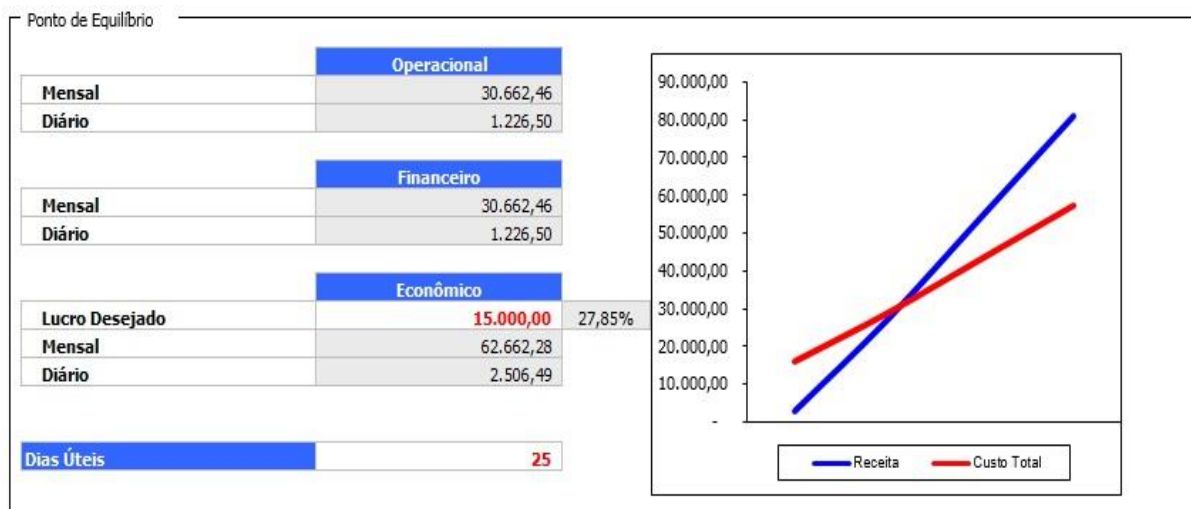 Ponto de Equilíbrio
Operacional
Mensal 30.662,46
Diário 1.226,50
Financeiro
Mensal 30.662,46
Diário 1.226,50
Econômico
Lucro Desejado 15.000,00 27,85%
Mensal 62.662,28
Diário 2.506,49
Dias Úteis 25
90.000,00
80.000,00
70.000,00
60.000,00
50.000,00
40.000,00
30.000,00
20.000,00
10.000,00
-
Receita Custo Total